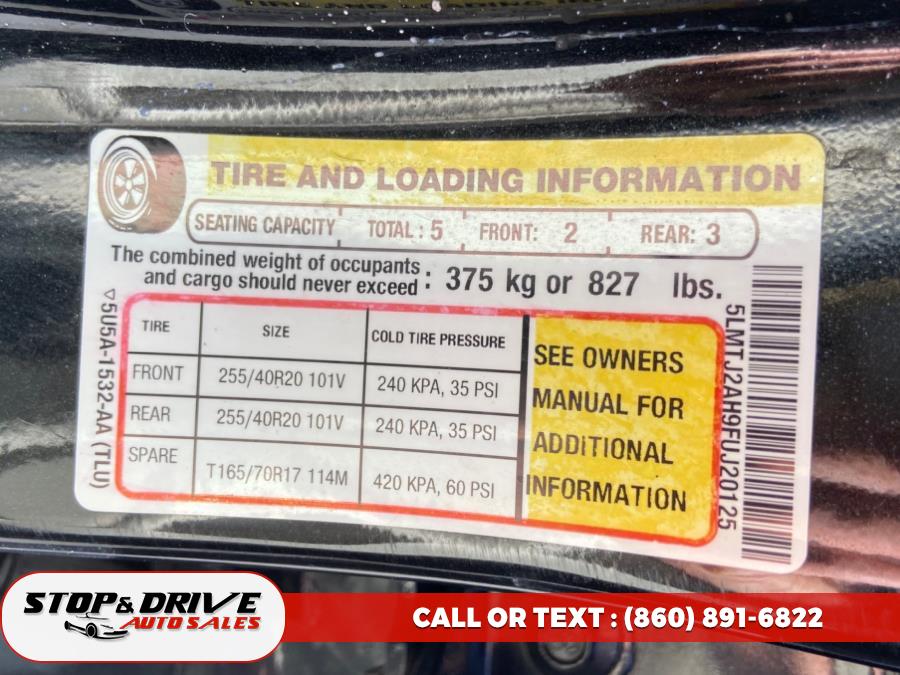 TIRE AND LOADING INFORMATION
SEATING CAPACITY TOTAL : 5 FRONT: 2 REAR: 3
The combined weight of occupants
and cargo should never exceed : 375 kg or 827 lbs.
TIRE SIZE COLD TIRE PRESSURE
FRONT 255/40R20 101V 240 KPA, 35 PSI
REAR 255/40R20 101V 240 KPA, 35 PSI
SPARE T165/70R17 114M 420 KPA, 60 PSI
SEE OWNERS
MANUAL FOR
ADDITIONAL
INFORMATION
▽5U5A-1532-AA (TLU)
5LMTJ2AH9FUJ20125
STOP & DRIVE
AUTO SALES
CALL OR TEXT : (860) 891-6822